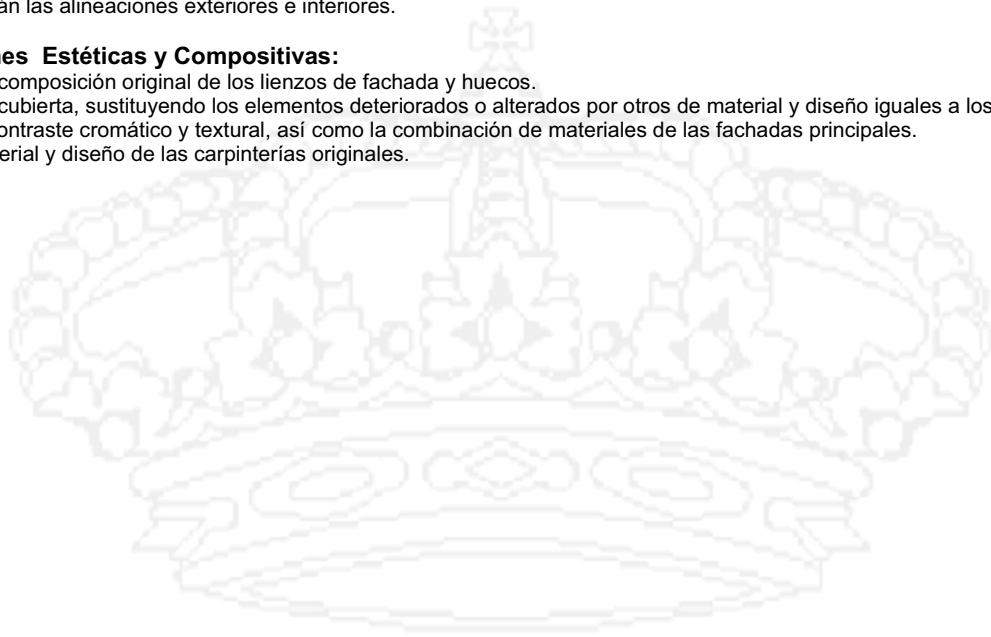 án las alineaciones exteriores e interiores.
nes Estéticas y Compositivas:
composición original de los lienzos de fachada y huecos.
cubierta, sustituyendo los elementos deteriorados o alterados por otros de material y diseño iguales a los
ontraste cromático y textural, así como la combinación de materiales de las fachadas principales.
erial y diseño de las carpinterías originales.